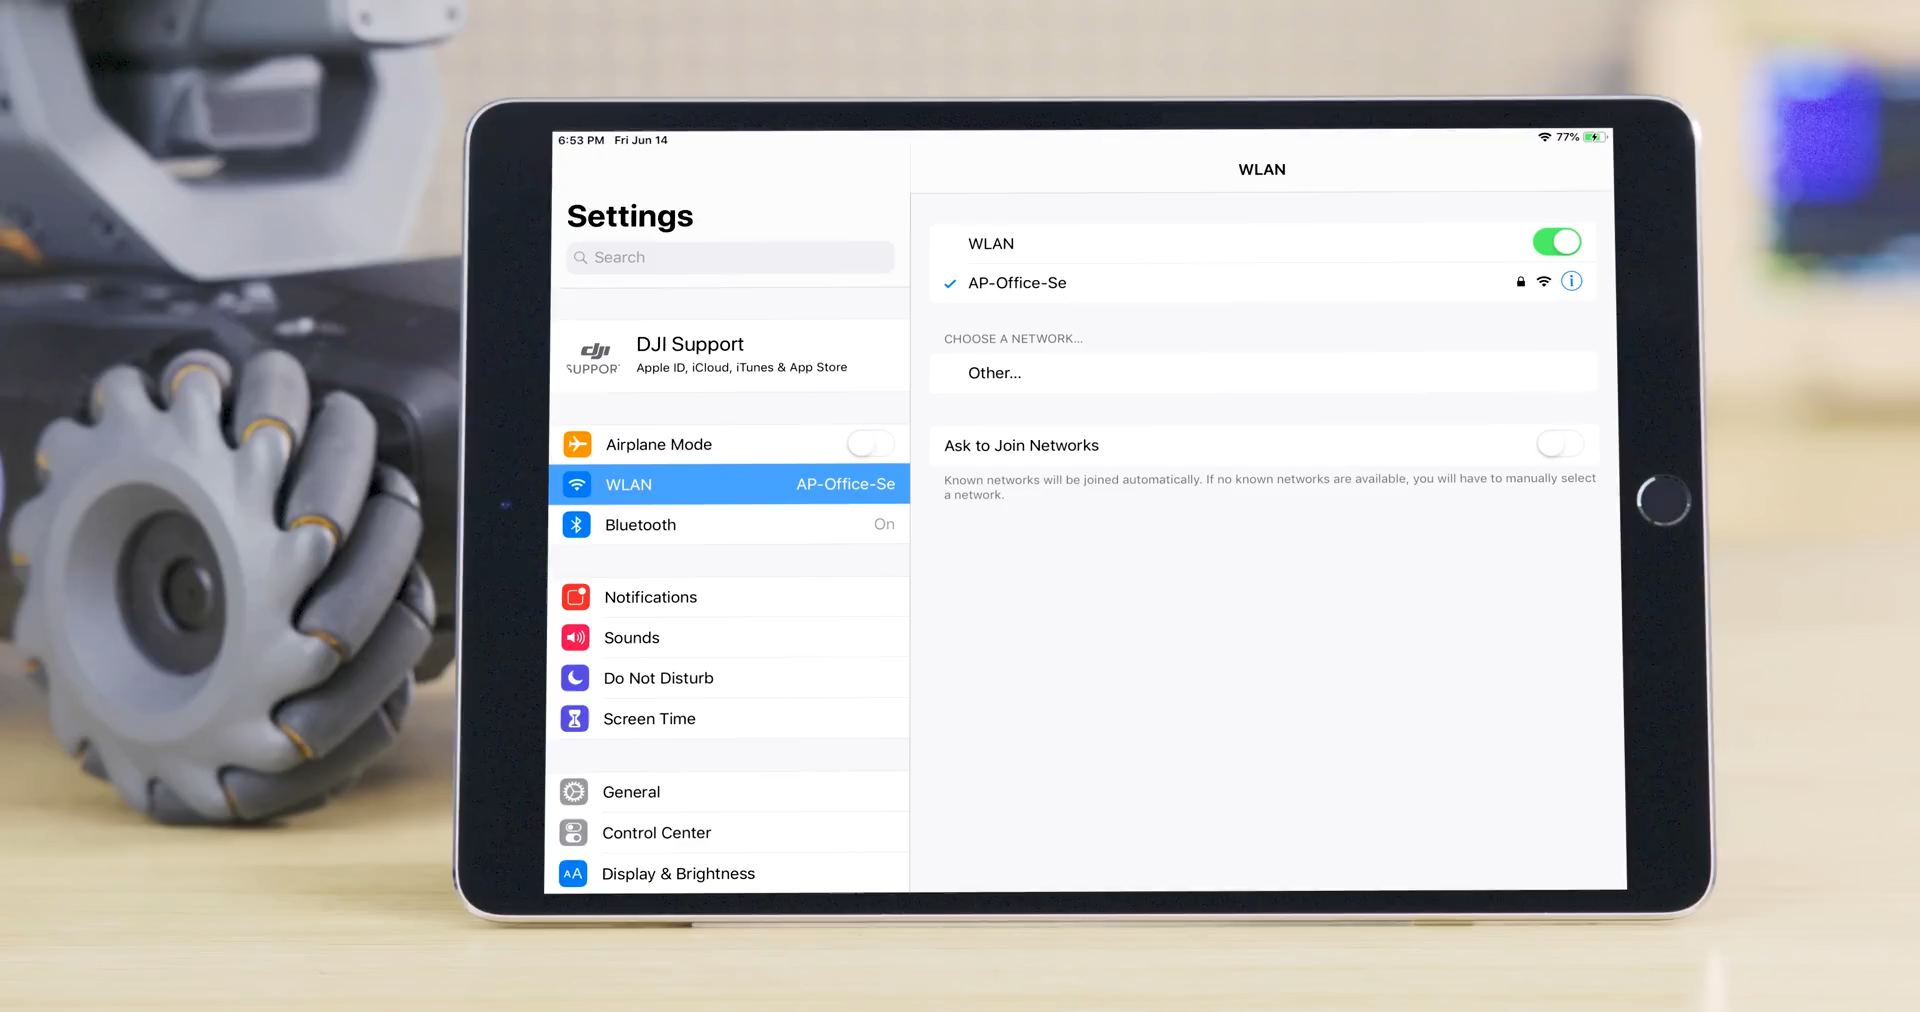 6:53 PM Fri Jun 14
77%
Settings
Search
dji
SUPPOR
DJI Support
Apple ID, iCloud, iTunes & App Store
Airplane Mode
WLAN AP-Office-Se
Bluetooth On
Notifications
Sounds
Do Not Disturb
Screen Time
General
Control Center
AA Display & Brightness
WLAN
WLAN
AP-Office-Se
CHOOSE A NETWORK...
Other...
Ask to Join Networks
Known networks will be joined automatically. If no known networks are available, you will have to manually select
a network.